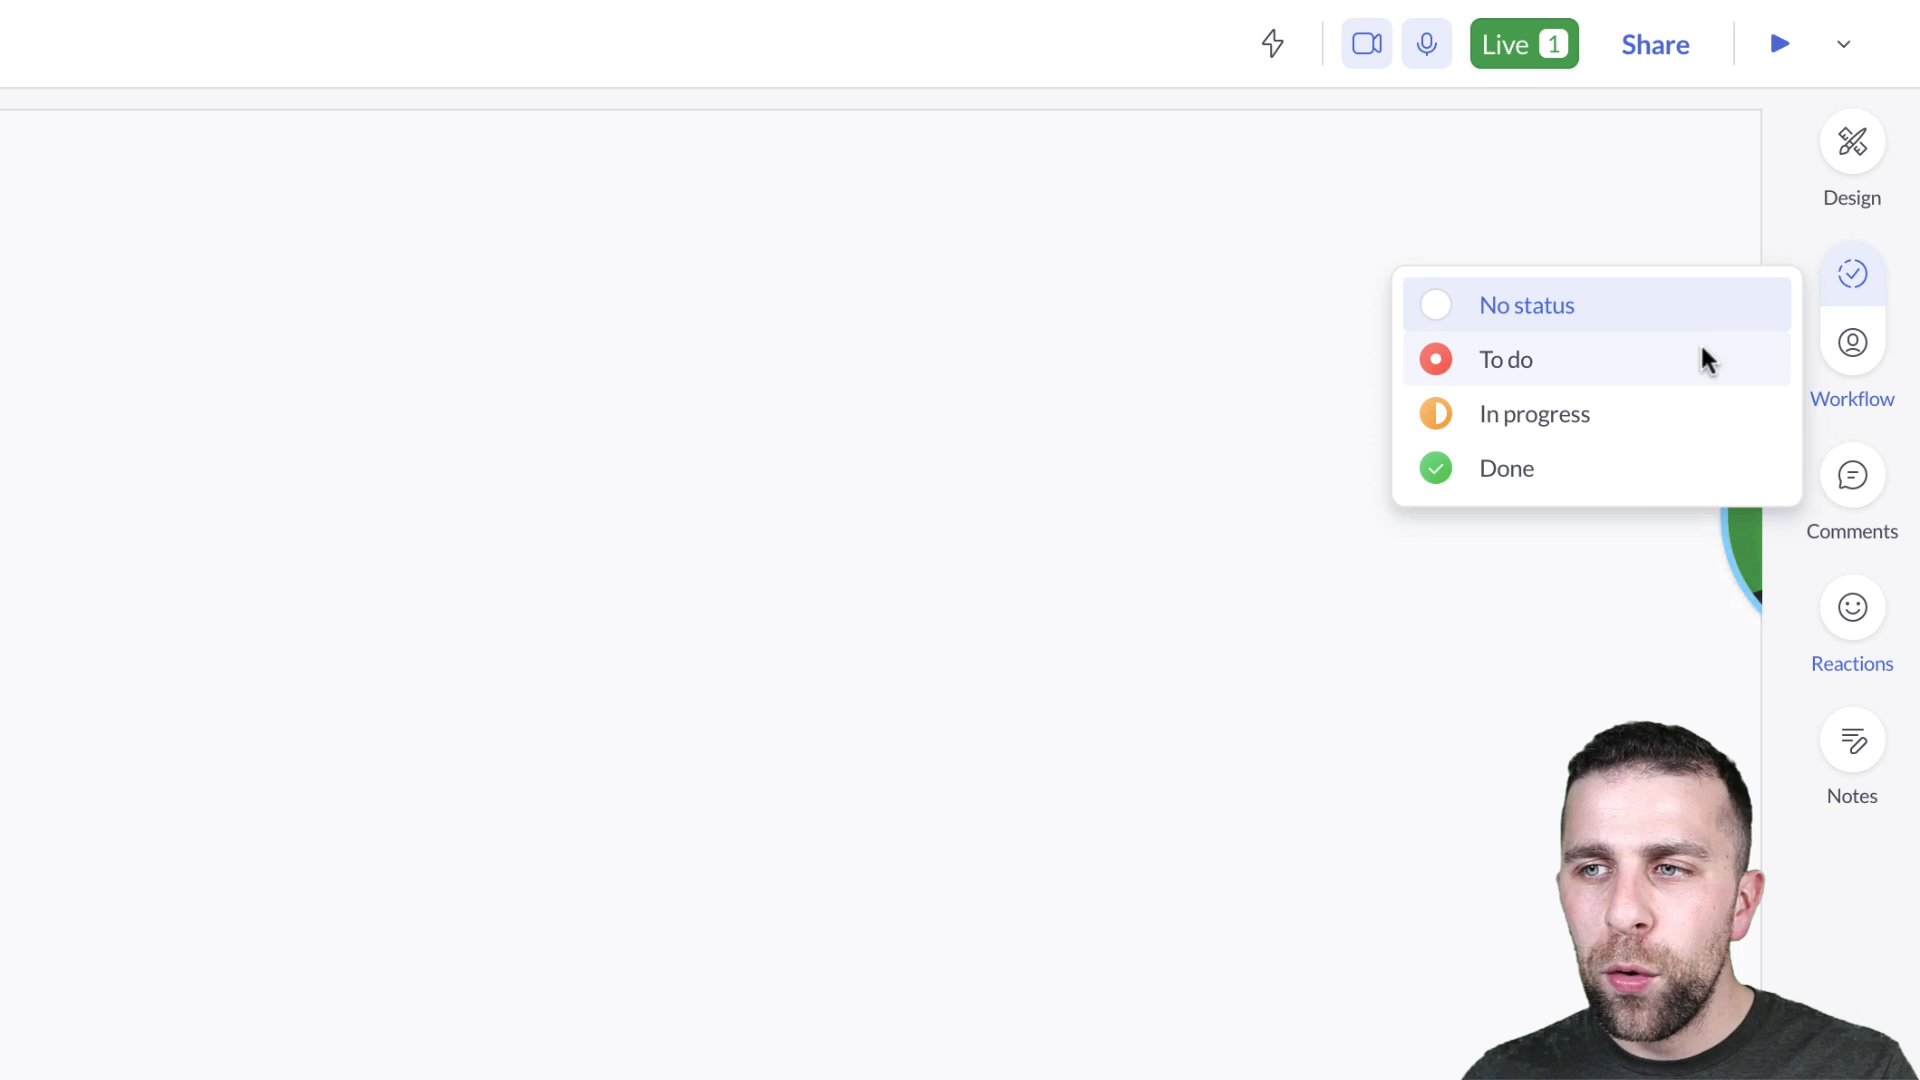 Live 1
Share
Design
No status
To do
In progress
Done
Workflow
Comments
Reactions
Notes